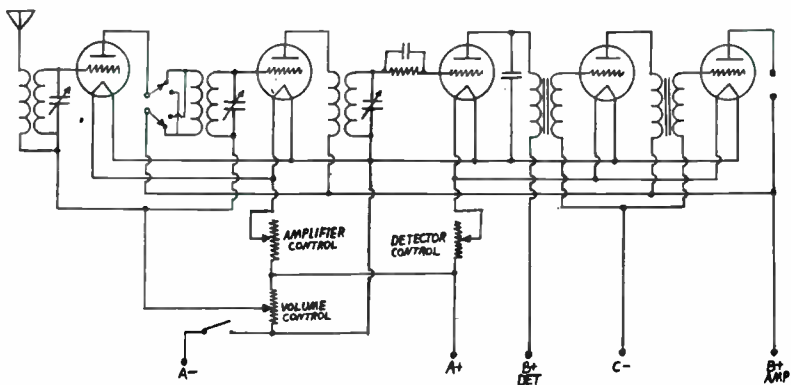 AMPLIFIER
CONTROL
DETECTOR
CONTROL
VOLUME
CONTROL
A-
A+
B+
DET
C-
B+
AMP